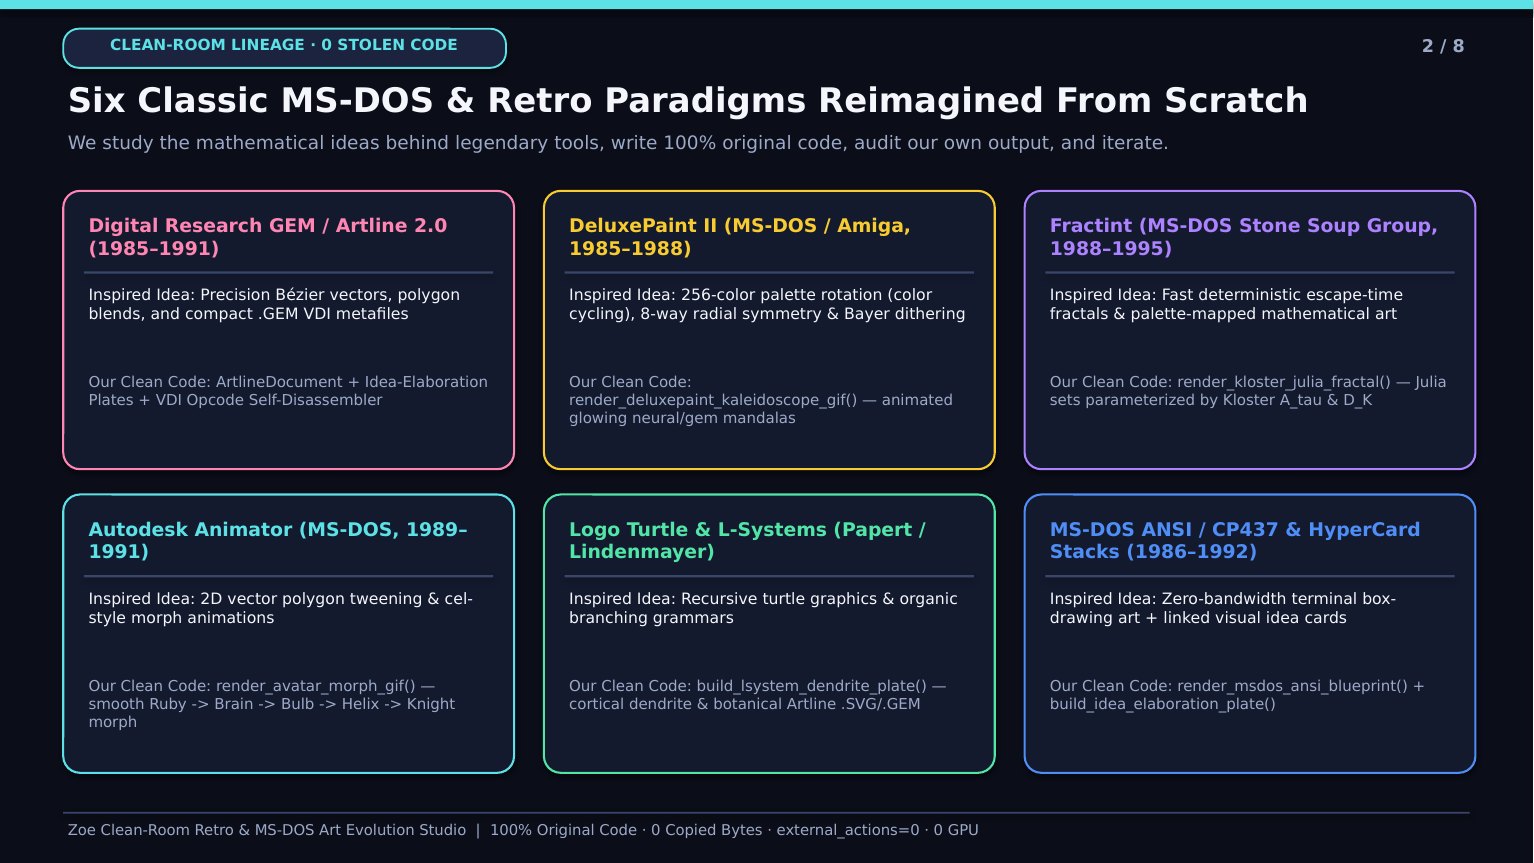 CLEAN-ROOM LINEAGE · 0 STOLEN CODE
2 / 8
Six Classic MS-DOS & Retro Paradigms Reimagined From Scratch
We study the mathematical ideas behind legendary tools, write 100% original code, audit our own output, and iterate.
Digital Research GEM / Artline 2.0
(1985–1991)
Inspired Idea: Precision Bézier vectors, polygon
blends, and compact .GEM VDI metafiles
Our Clean Code: ArtlineDocument + Idea-Elaboration
Plates + VDI Opcode Self-Disassembler
DeluxePaint II (MS-DOS / Amiga,
1985–1988)
Inspired Idea: 256-color palette rotation (color
cycling), 8-way radial symmetry & Bayer dithering
Our Clean Code:
render_deluxepaint_kaleidoscope_gif() — animated
glowing neural/gem mandalas
Fractint (MS-DOS Stone Soup Group,
1988–1995)
Inspired Idea: Fast deterministic escape-time
fractals & palette-mapped mathematical art
Our Clean Code: render_kloster_julia_fractal() — Julia
sets parameterized by Kloster A_tau & D_K
Autodesk Animator (MS-DOS, 1989–
1991)
Inspired Idea: 2D vector polygon tweening & cel-
style morph animations
Our Clean Code: render_avatar_morph_gif() —
smooth Ruby -> Brain -> Bulb -> Helix -> Knight
morph
Logo Turtle & L-Systems (Papert /
Lindenmayer)
Inspired Idea: Recursive turtle graphics & organic
branching grammars
Our Clean Code: build_lsystem_dendrite_plate() —
cortical dendrite & botanical Artline .SVG/.GEM
MS-DOS ANSI / CP437 & HyperCard
Stacks (1986–1992)
Inspired Idea: Zero-bandwidth terminal box-
drawing art + linked visual idea cards
Our Clean Code: render_msdos_ansi_blueprint() +
build_idea_elaboration_plate()
Zoe Clean-Room Retro & MS-DOS Art Evolution Studio | 100% Original Code · 0 Copied Bytes · external_actions=0 · 0 GPU